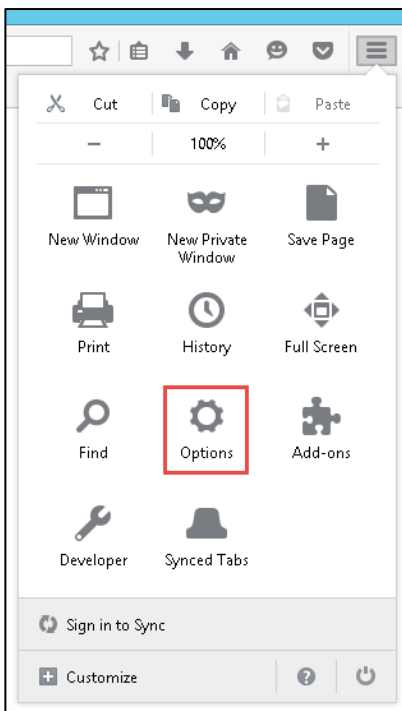 Cut Copy Paste
− 100% +
New Window New Private Window Save Page
Print History Full Screen
Find Options Add-ons
Developer Synced Tabs
Sign in to Sync
Customize ?